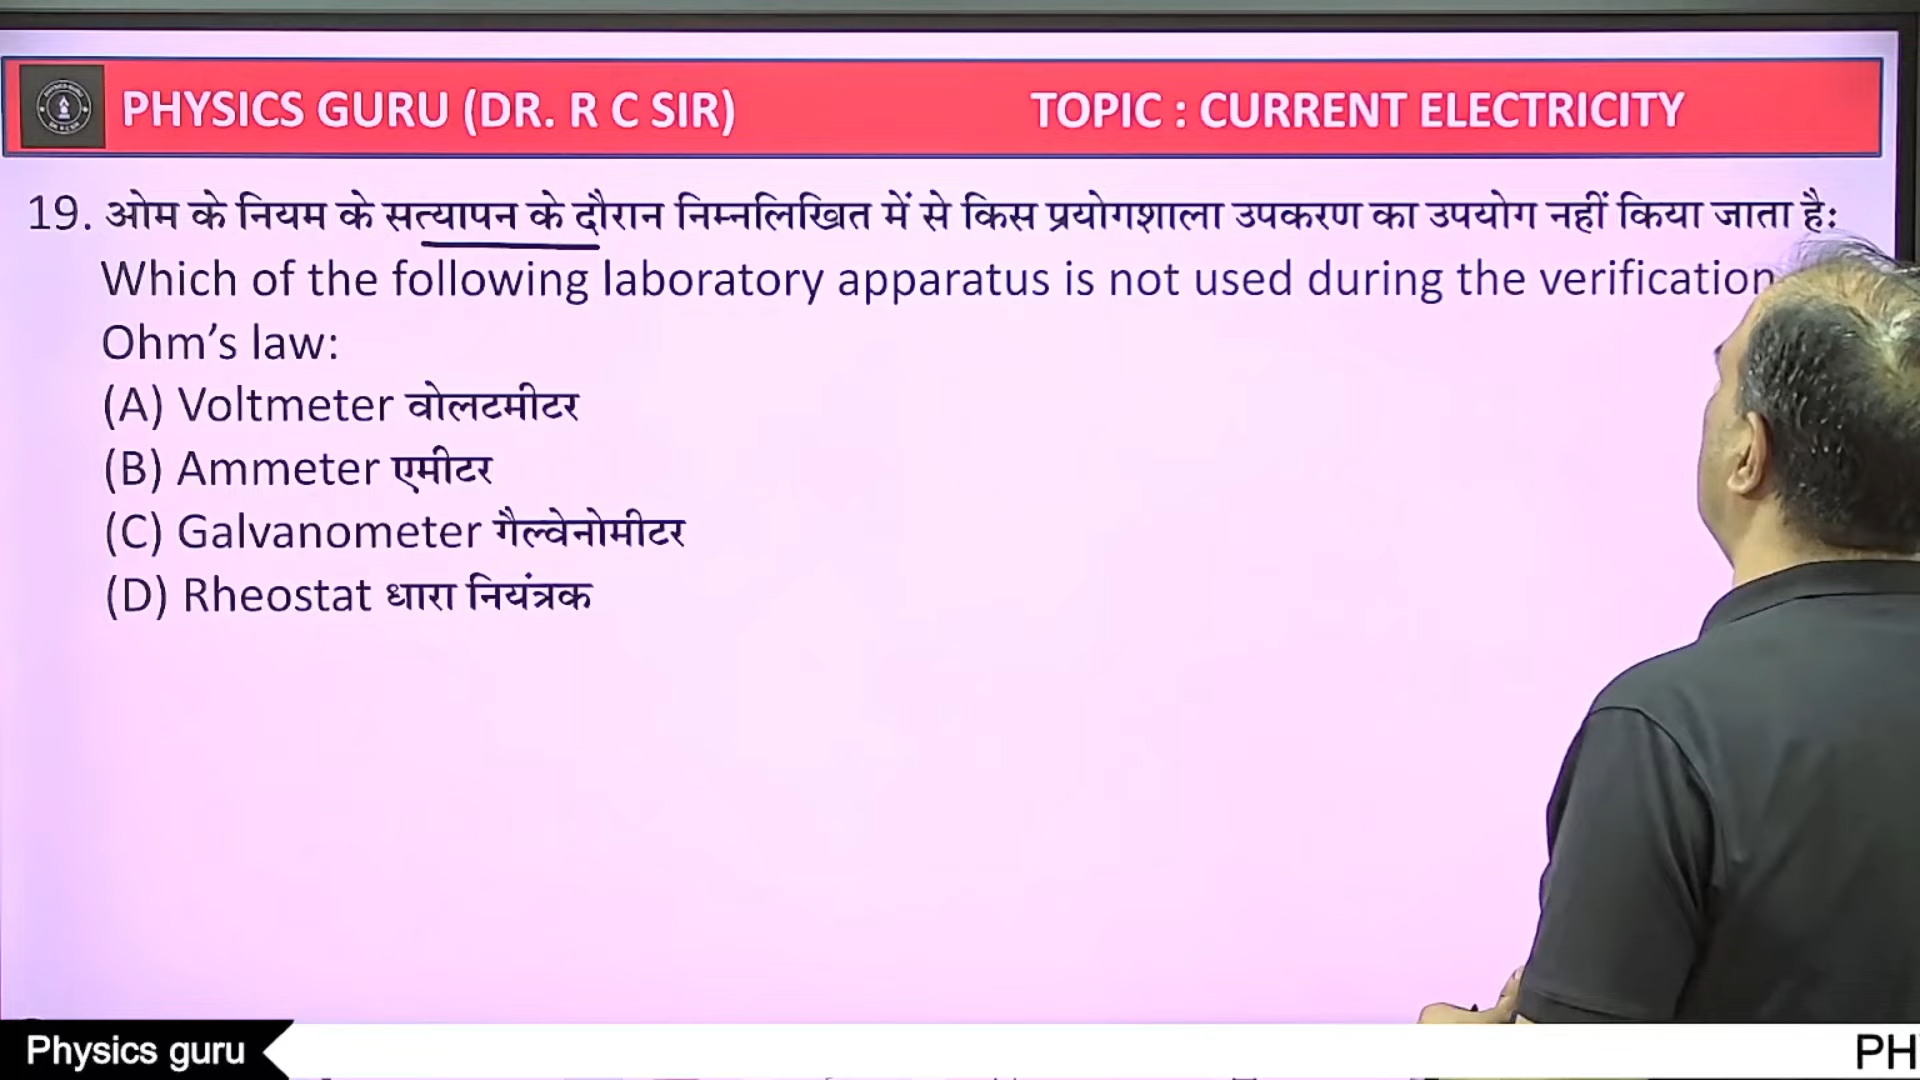 PHYSICS GURU (DR. R C SIR) TOPIC : CURRENT ELECTRICITY
19. ओम के नियम के सत्यापन के दौरान निम्नलिखित में से किस प्रयोगशाला उपकरण का उपयोग नहीं किया जाता है:
Which of the following laboratory apparatus is not used during the verification
Ohm's law:
(A) Voltmeter वोलटमीटर
(B) Ammeter एमीटर
(C) Galvanometer गैल्वेनोमीटर
(D) Rheostat धारा नियंत्रक
Physics guru PH